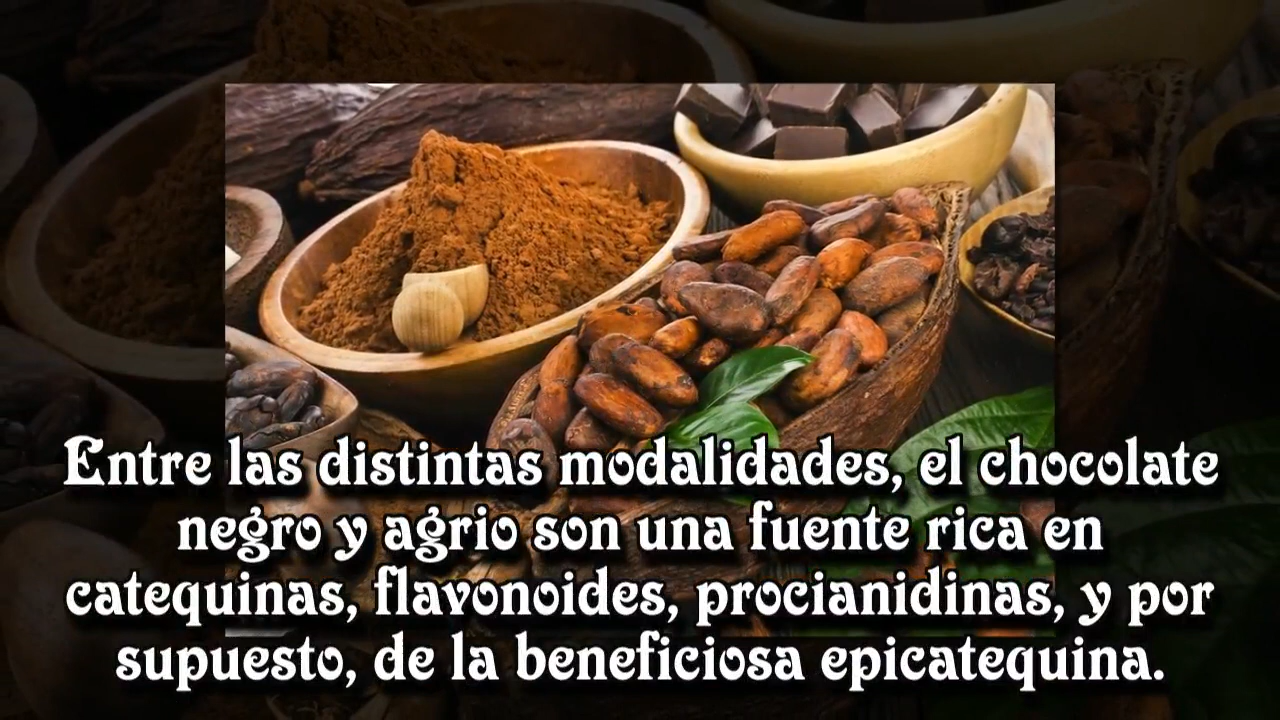 Entre las distintas modalidades, el chocolate
negro y agrio son una fuente rica en
catequinas, flavonoides, procianidinas, y por
supuesto, de la beneficiosa epicatequina.